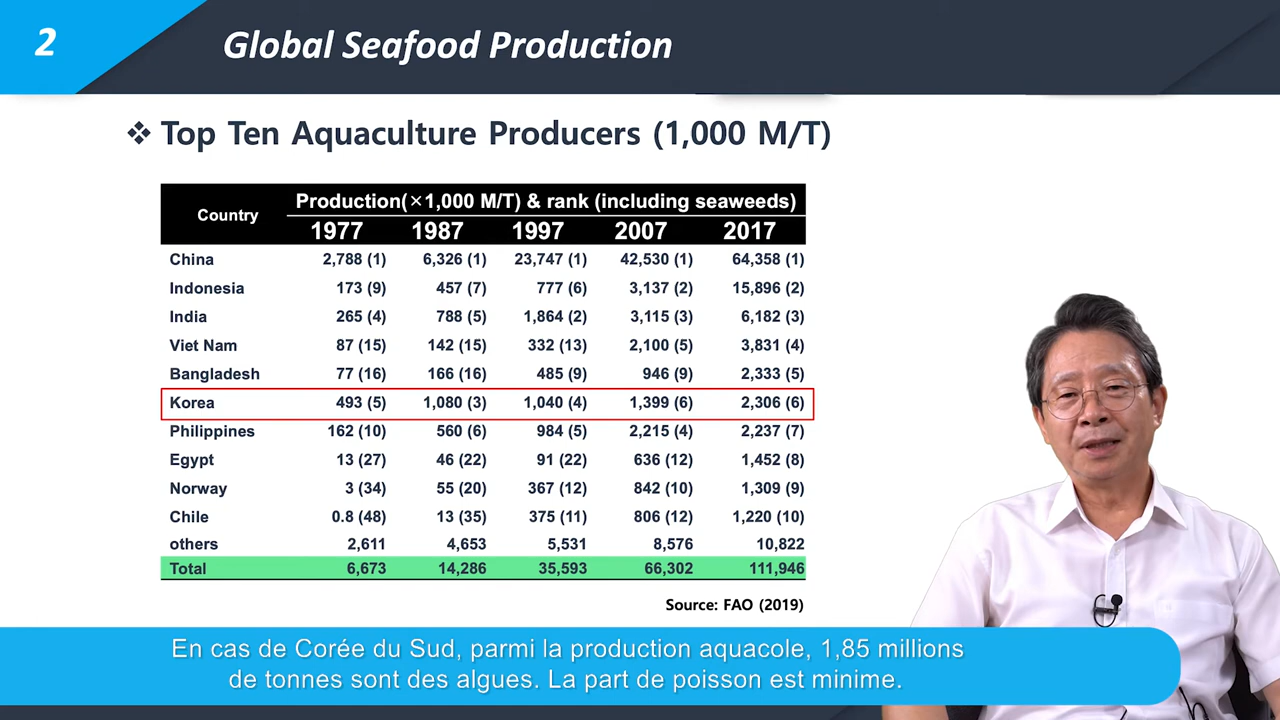 2
Global Seafood Production
❖ Top Ten Aquaculture Producers (1,000 M/T)
Country Production(×1,000 M/T) & rank (including seaweeds)
1977 1987 1997 2007 2017
China 2,788 (1) 6,326 (1) 23,747 (1) 42,530 (1) 64,358 (1)
Indonesia 173 (9) 457 (7) 777 (6) 3,137 (2) 15,896 (2)
India 265 (4) 788 (5) 1,864 (2) 3,115 (3) 6,182 (3)
Viet Nam 87 (15) 142 (15) 332 (13) 2,100 (5) 3,831 (4)
Bangladesh 77 (16) 166 (16) 485 (9) 946 (9) 2,333 (5)
Korea 493 (5) 1,080 (3) 1,040 (4) 1,399 (6) 2,306 (6)
Philippines 162 (10) 560 (6) 984 (5) 2,215 (4) 2,237 (7)
Egypt 13 (27) 46 (22) 91 (22) 636 (12) 1,452 (8)
Norway 3 (34) 55 (20) 367 (12) 842 (10) 1,309 (9)
Chile 0.8 (48) 13 (35) 375 (11) 806 (12) 1,220 (10)
others 2,611 4,653 5,531 8,576 10,822
Total 6,673 14,286 35,593 66,302 111,946
Source: FAO (2019)
En cas de Corée du Sud, parmi la production aquacole, 1,85 millions
de tonnes sont des algues. La part de poisson est minime.